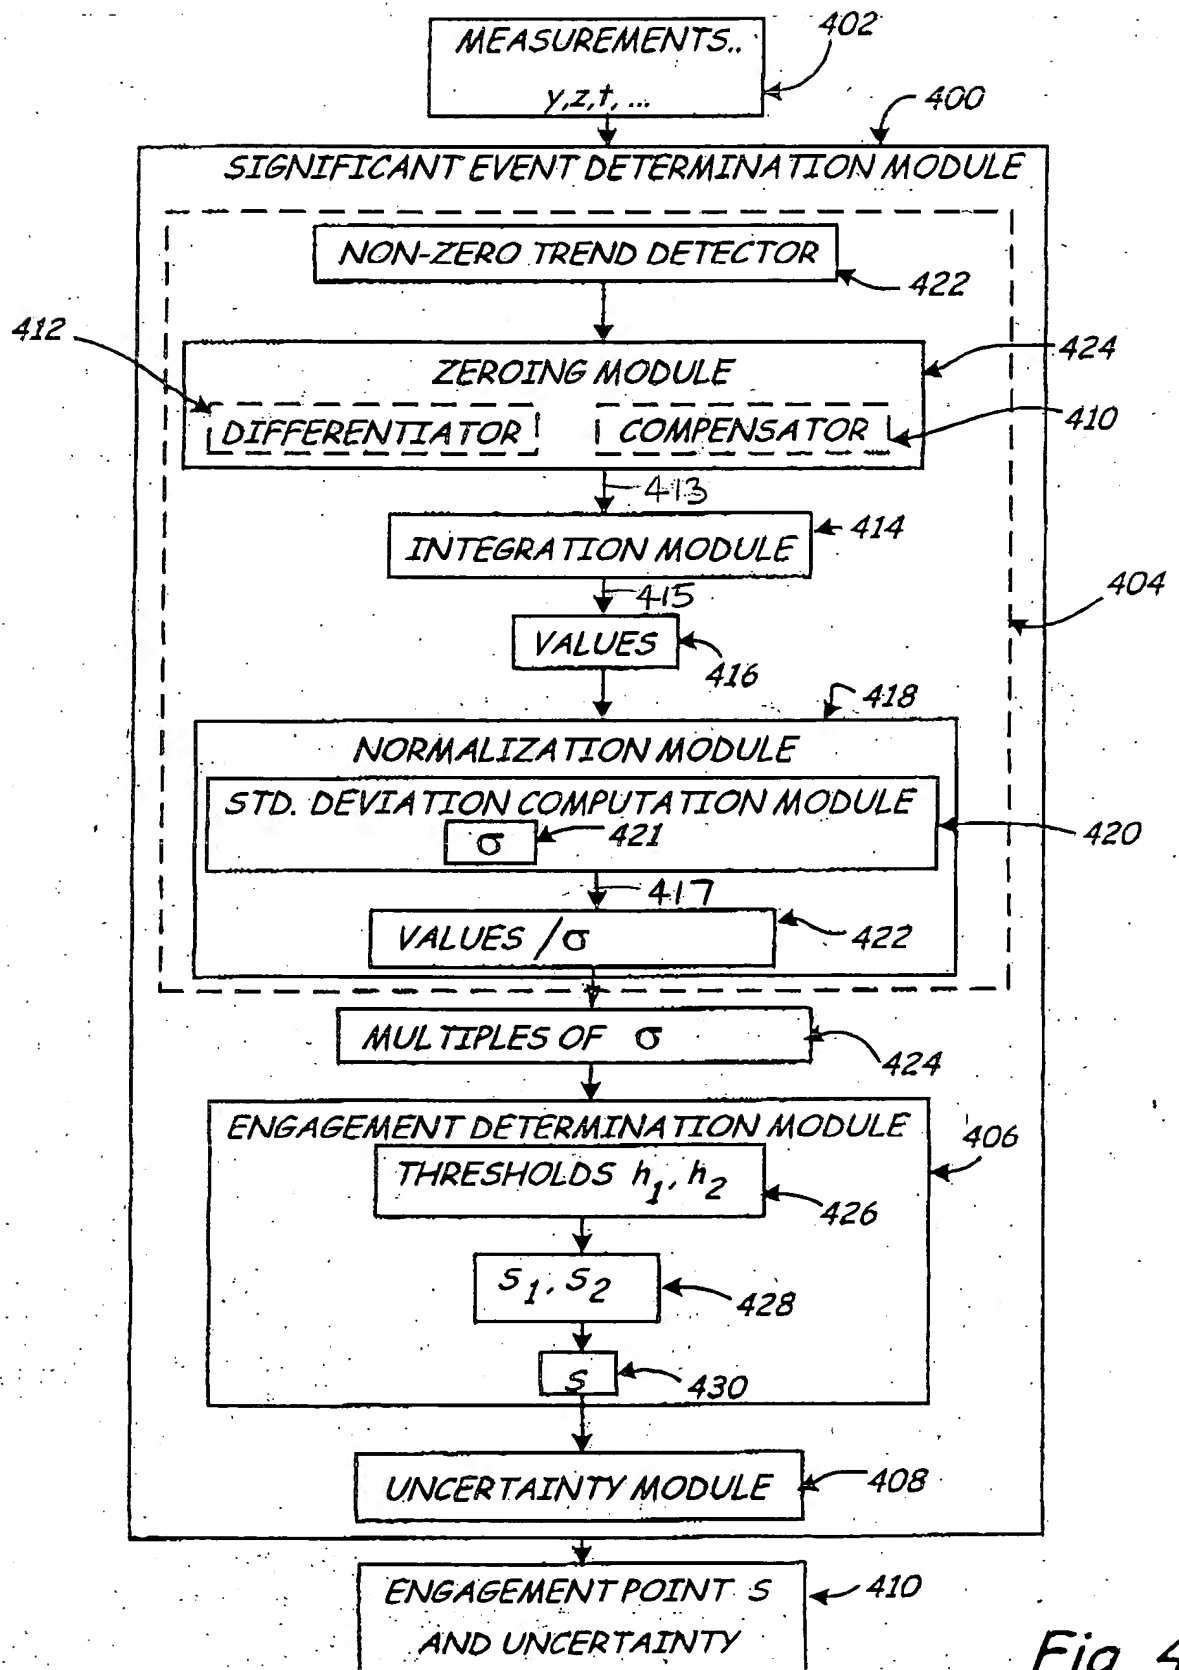 MEASUREMENTS..
402
y,z,t, ...
400
SIGNIFICANT EVENT DETERMINATION MODULE
NON-ZERO TREND DETECTOR
422
412
424
ZEROING MODULE
DIFFERENTIATOR
COMPENSATOR
410
413
INTEGRATION MODULE
414
415
404
VALUES
416
418
NORMALIZATION MODULE
STD. DEVIATION COMPUTATION MODULE
σ
421
420
417
VALUES /σ
422
MULTIPLES OF σ
424
ENGAGEMENT DETERMINATION MODULE
406
THRESHOLDS h1, h2
426
S1, S2
428
S
430
UNCERTAINTY MODULE
408
ENGAGEMENT POINT S
410
AND UNCERTAINTY
Fig. 4